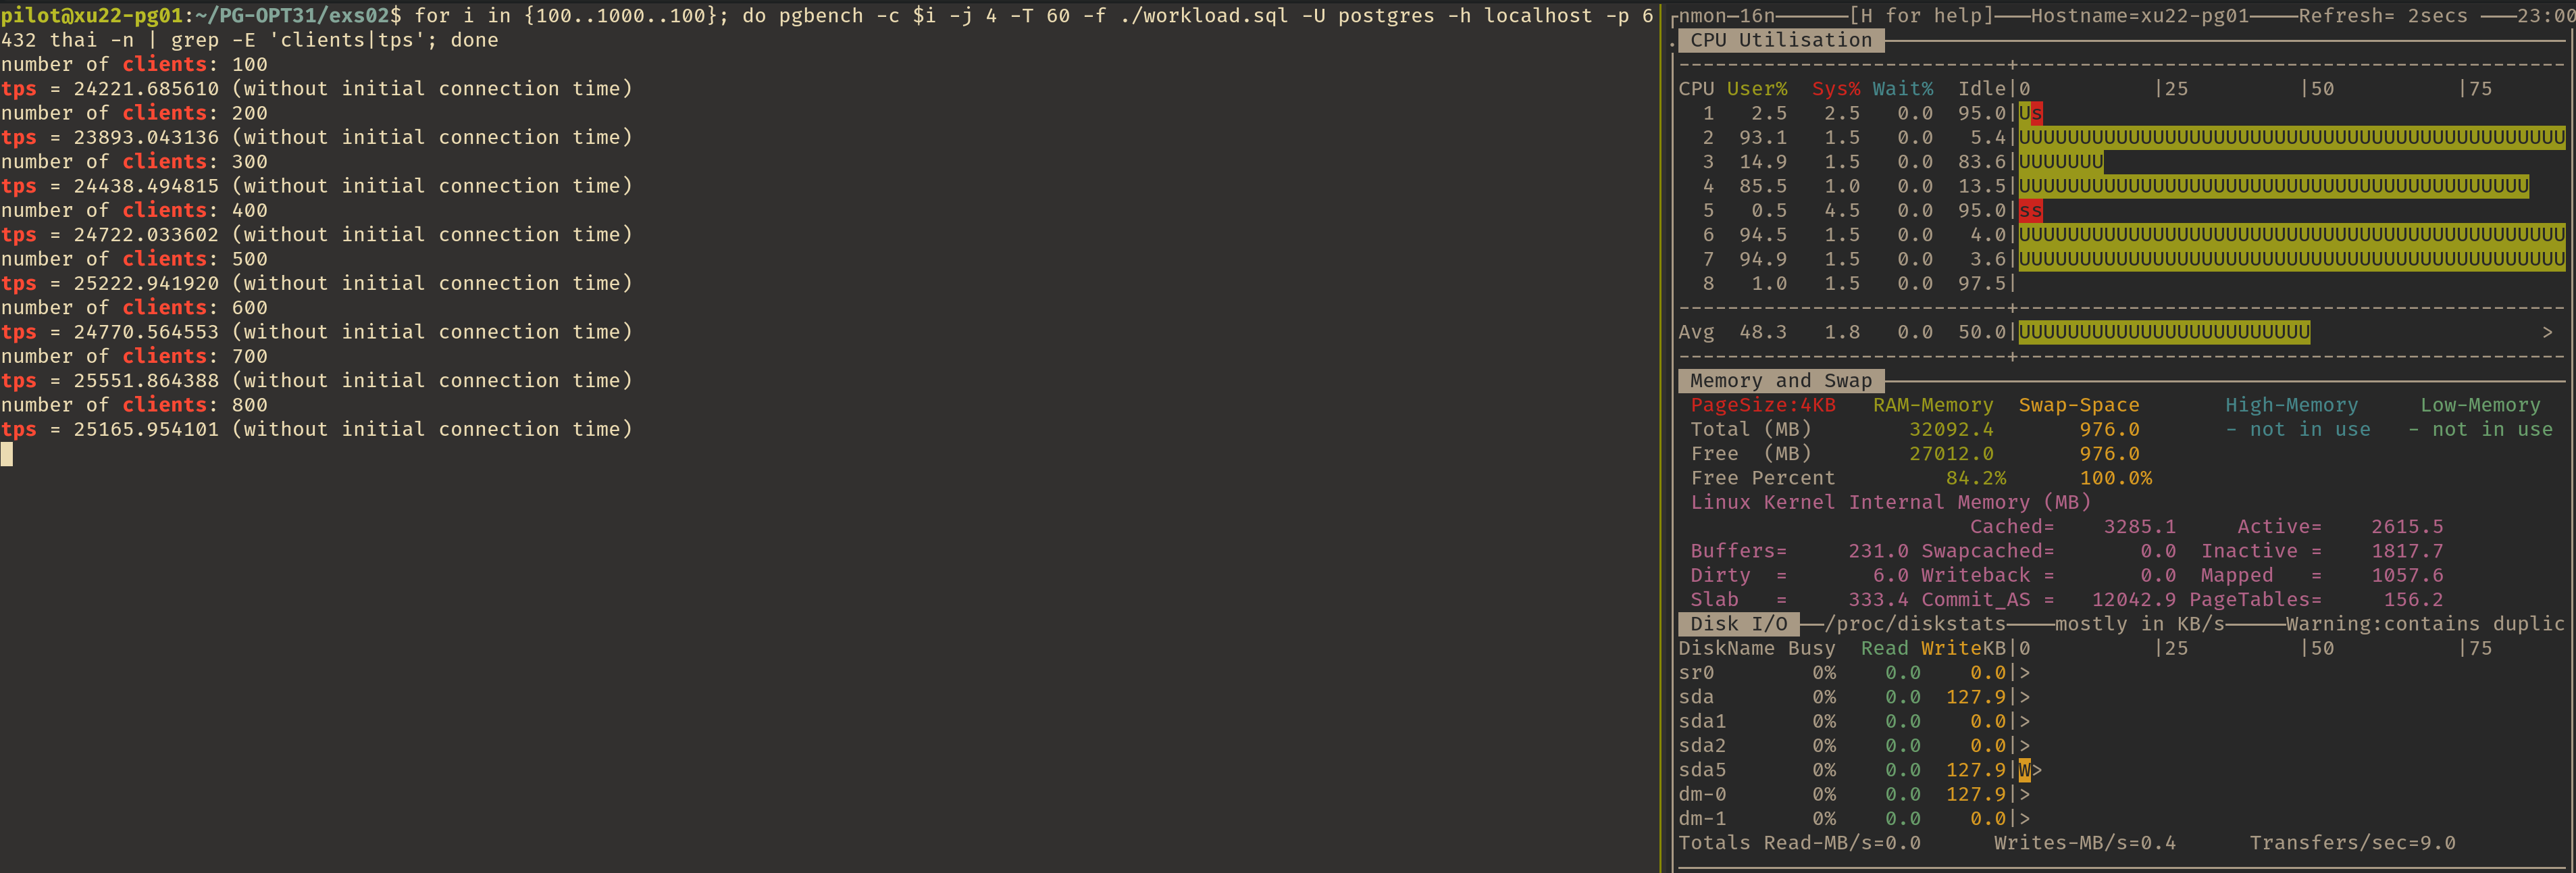 pilot@xu22-pg01:~/PG-OPT31/exs02$ for i in {100..1000..100}; do pgbench -c $i -j 4 -T 60 -f ./workload.sql -U postgres -h localhost -p 6
432 thai -n | grep -E 'clients|tps'; done
number of clients: 100
tps = 24221.685610 (without initial connection time)
number of clients: 200
tps = 23893.043136 (without initial connection time)
number of clients: 300
tps = 24438.494815 (without initial connection time)
number of clients: 400
tps = 24722.033602 (without initial connection time)
number of clients: 500
tps = 25222.941920 (without initial connection time)
number of clients: 600
tps = 24770.564553 (without initial connection time)
number of clients: 700
tps = 25551.864388 (without initial connection time)
number of clients: 800
tps = 25165.954101 (without initial connection time)
nmon─16n──────[H for help]───Hostname=xu22-pg01────Refresh= 2secs ───23:00
CPU Utilisation
---------------------------+---------------------------------------------
CPU User%  Sys% Wait%  Idle|0          |25         |50          |75
1   2.5   2.5   0.0  95.0|Us
2  93.1   1.5   0.0   5.4|UUUUUUUUUUUUUUUUUUUUUUUUUUUUUUUUUUUUUUUUUUUUU
3  14.9   1.5   0.0  83.6|UUUUUUU
4  85.5   1.0   0.0  13.5|UUUUUUUUUUUUUUUUUUUUUUUUUUUUUUUUUUUUUUUUUU
5   0.5   4.5   0.0  95.0|ss
6  94.5   1.5   0.0   4.0|UUUUUUUUUUUUUUUUUUUUUUUUUUUUUUUUUUUUUUUUUUUUU
7  94.9   1.5   0.0   3.6|UUUUUUUUUUUUUUUUUUUUUUUUUUUUUUUUUUUUUUUUUUUUU
8   1.0   1.5   0.0  97.5|
---------------------------+---------------------------------------------
Avg  48.3   1.8   0.0  50.0|UUUUUUUUUUUUUUUUUUUUUUUU                   >
---------------------------+---------------------------------------------
Memory and Swap
PageSize:4KB   RAM-Memory  Swap-Space       High-Memory     Low-Memory
Total (MB)        32092.4       976.0       - not in use   - not in use
Free  (MB)        27012.0       976.0
Free Percent         84.2%      100.0%
Linux Kernel Internal Memory (MB)
Cached=    3285.1     Active=    2615.5
Buffers=     231.0 Swapcached=       0.0  Inactive =    1817.7
Dirty  =       6.0 Writeback =       0.0  Mapped   =    1057.6
Slab   =     333.4 Commit_AS =   12042.9 PageTables=     156.2
Disk I/O ──/proc/diskstats────mostly in KB/s─────Warning:contains duplic
DiskName Busy  Read WriteKB|0          |25         |50          |75
sr0        0%    0.0    0.0|>
sda        0%    0.0  127.9|>
sda1       0%    0.0    0.0|>
sda2       0%    0.0    0.0|>
sda5       0%    0.0  127.9|W>
dm-0       0%    0.0  127.9|>
dm-1       0%    0.0    0.0|>
Totals Read-MB/s=0.0      Writes-MB/s=0.4      Transfers/sec=9.0